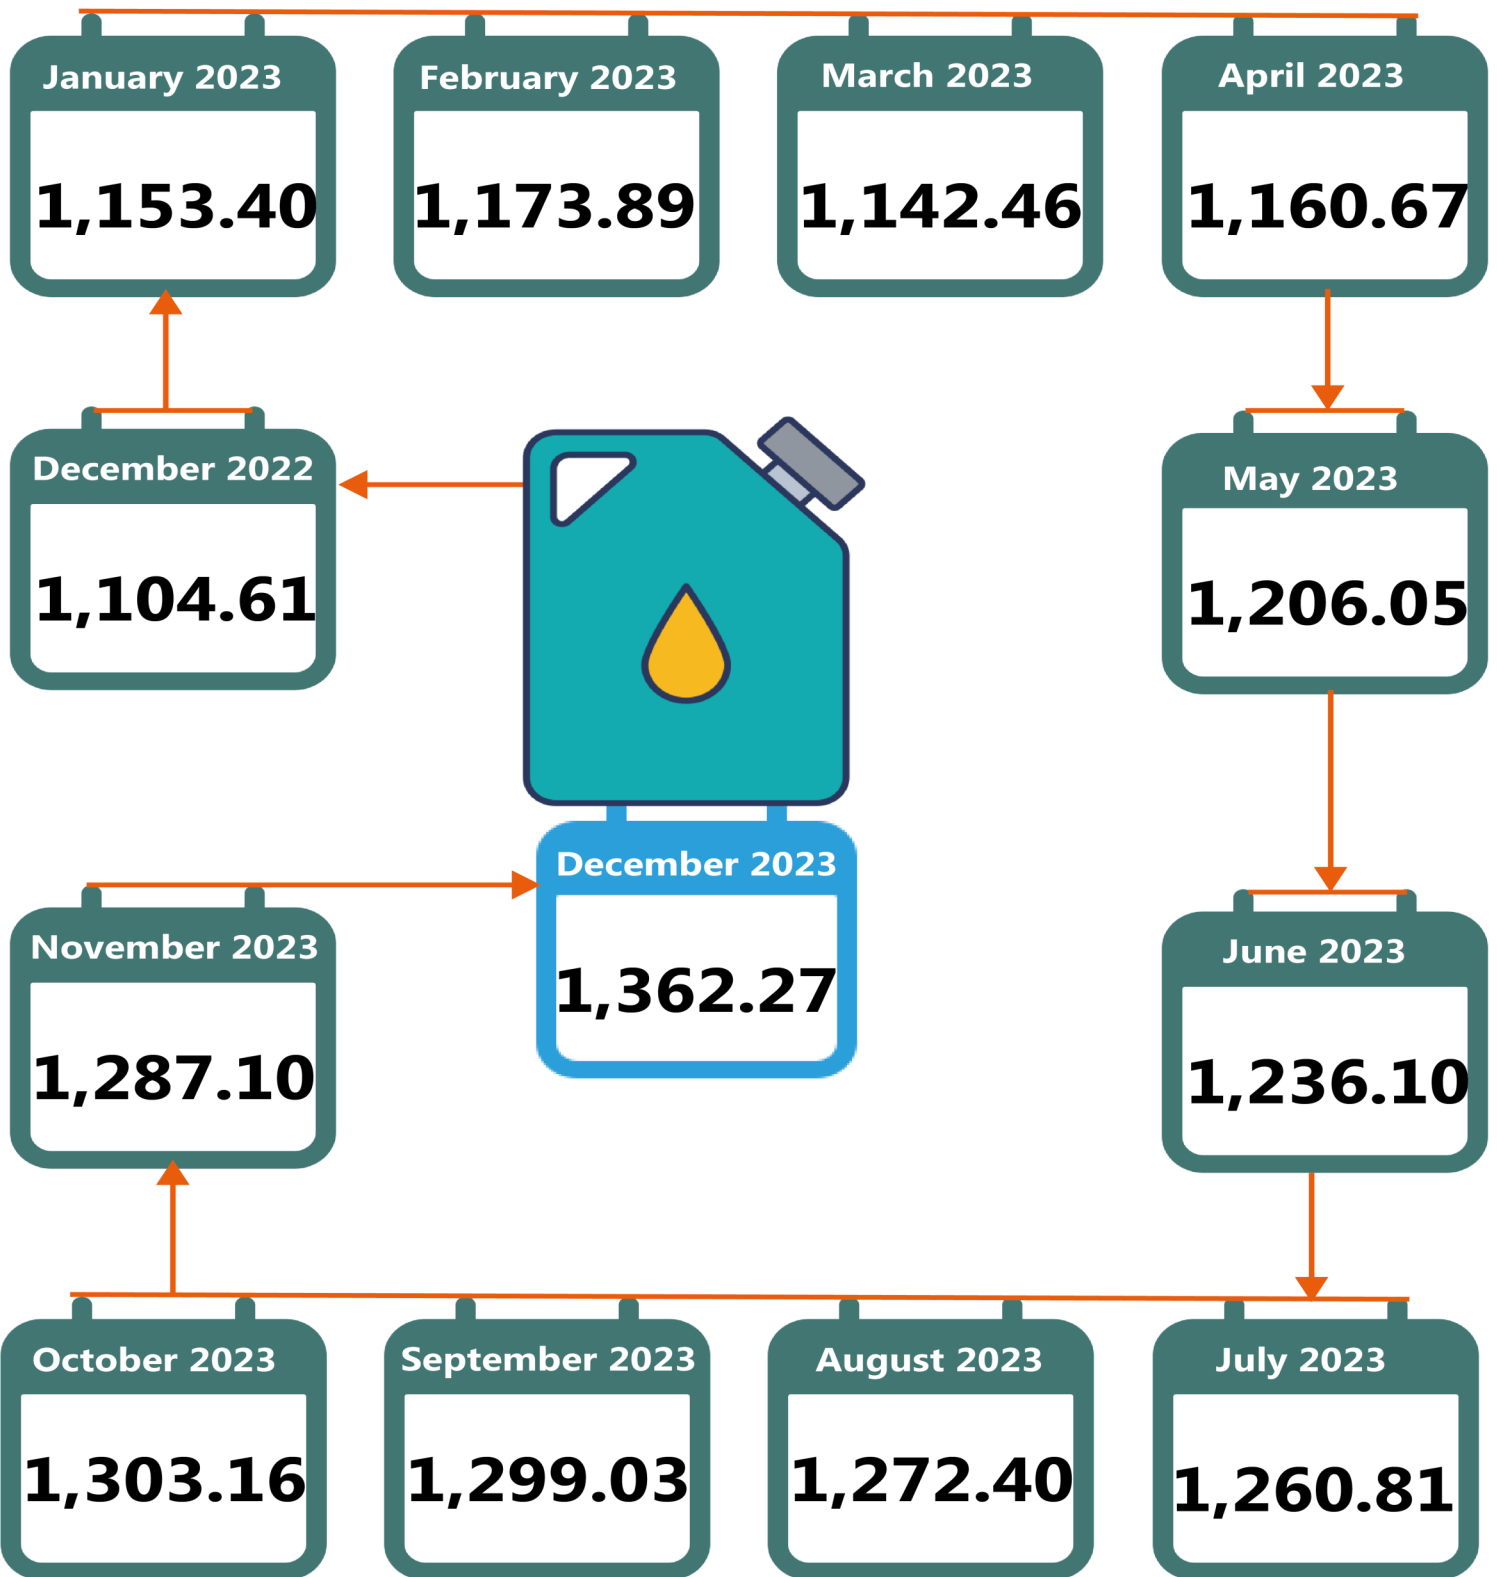 January 2023
1,153.40
February 2023
1,173.89
March 2023
1,142.46
April 2023
1,160.67
December 2022
1,104.61
May 2023
1,206.05
December 2023
1,362.27
November 2023
1,287.10
June 2023
1,236.10
October 2023
1,303.16
September 2023
1,299.03
August 2023
1,272.40
July 2023
1,260.81